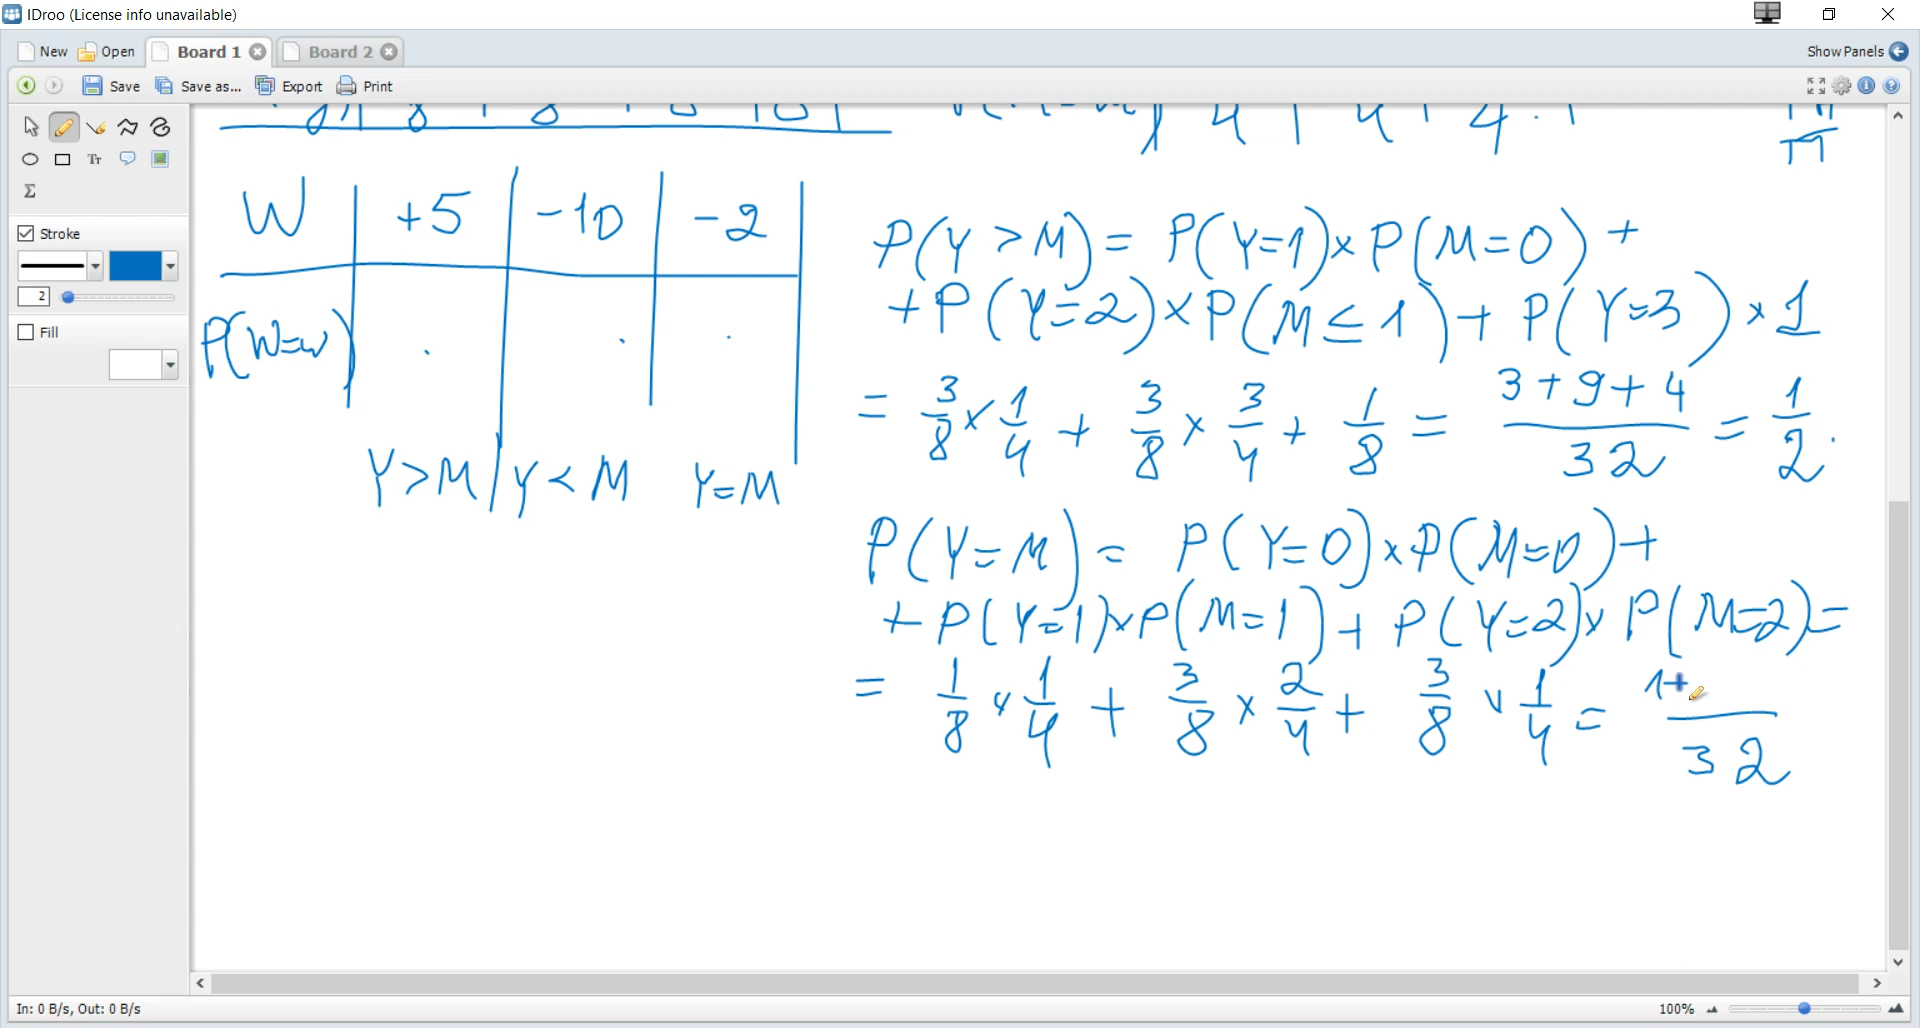 IDroo (License info unavailable)
New Open Board 1 Board 2 Show Panels
Save Save as... Export Print
Tt
Σ
Stroke
2
Fill
W +5 -10 -2
P(W=w) . . .
Y>M Y<M Y=M
P(Y>M) = P(Y=1)×P(M=0) +
+P(Y=2)×P(M≤1) + P(Y=3)×1
= 3/8 × 1/4 + 3/8 × 3/4 + 1/8 = 3+9+4/32 = 1/2 .
P(Y=M) = P(Y=0)×P(M=0) +
+ P(Y=1)×P(M=1) + P(Y=2)× P(M=2) =
= 1/8 × 1/4 + 3/8 × 2/4 + 3/8 × 1/4 = 1+/32
In: 0 B/s, Out: 0 B/s 100%